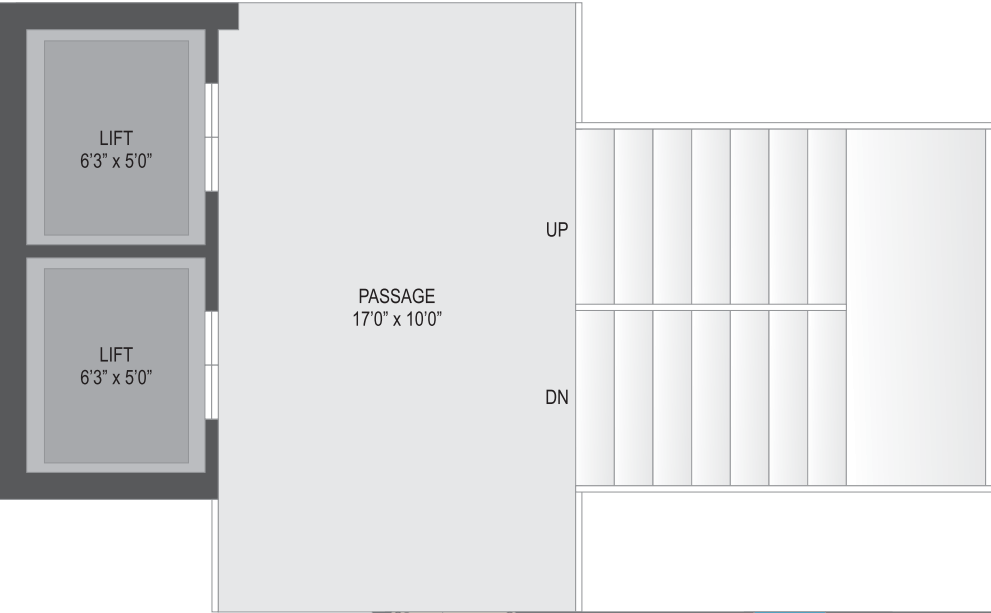 LIFT
6’3” x 5’0”
UP
PASSAGE
17’0” x 10’0”
LIFT
6’3” x 5’0”
DN